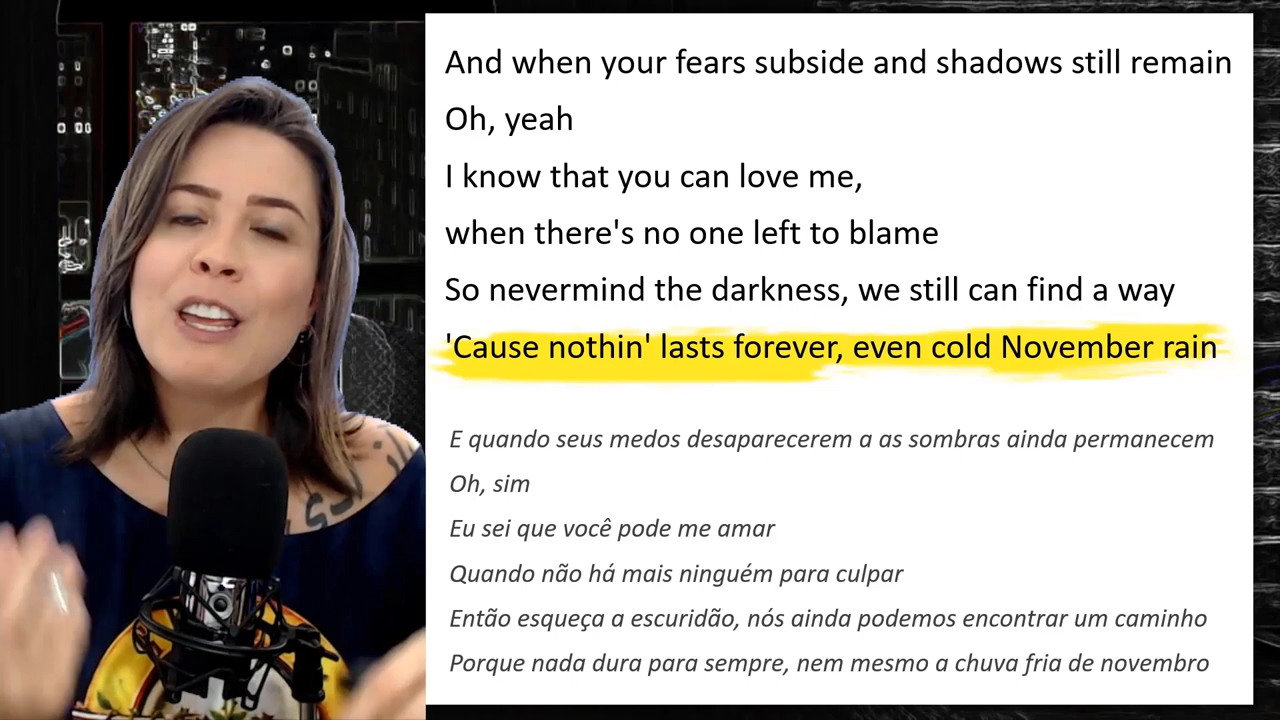 And when your fears subside and shadows still remain
Oh, yeah
I know that you can love me,
when there's no one left to blame
So nevermind the darkness, we still can find a way
'Cause nothin' lasts forever, even cold November rain
E quando seus medos desaparecerem a as sombras ainda permanecem
Oh, sim
Eu sei que você pode me amar
Quando não há mais ninguém para culpar
Então esqueça a escuridão, nós ainda podemos encontrar um caminho
Porque nada dura para sempre, nem mesmo a chuva fria de novembro